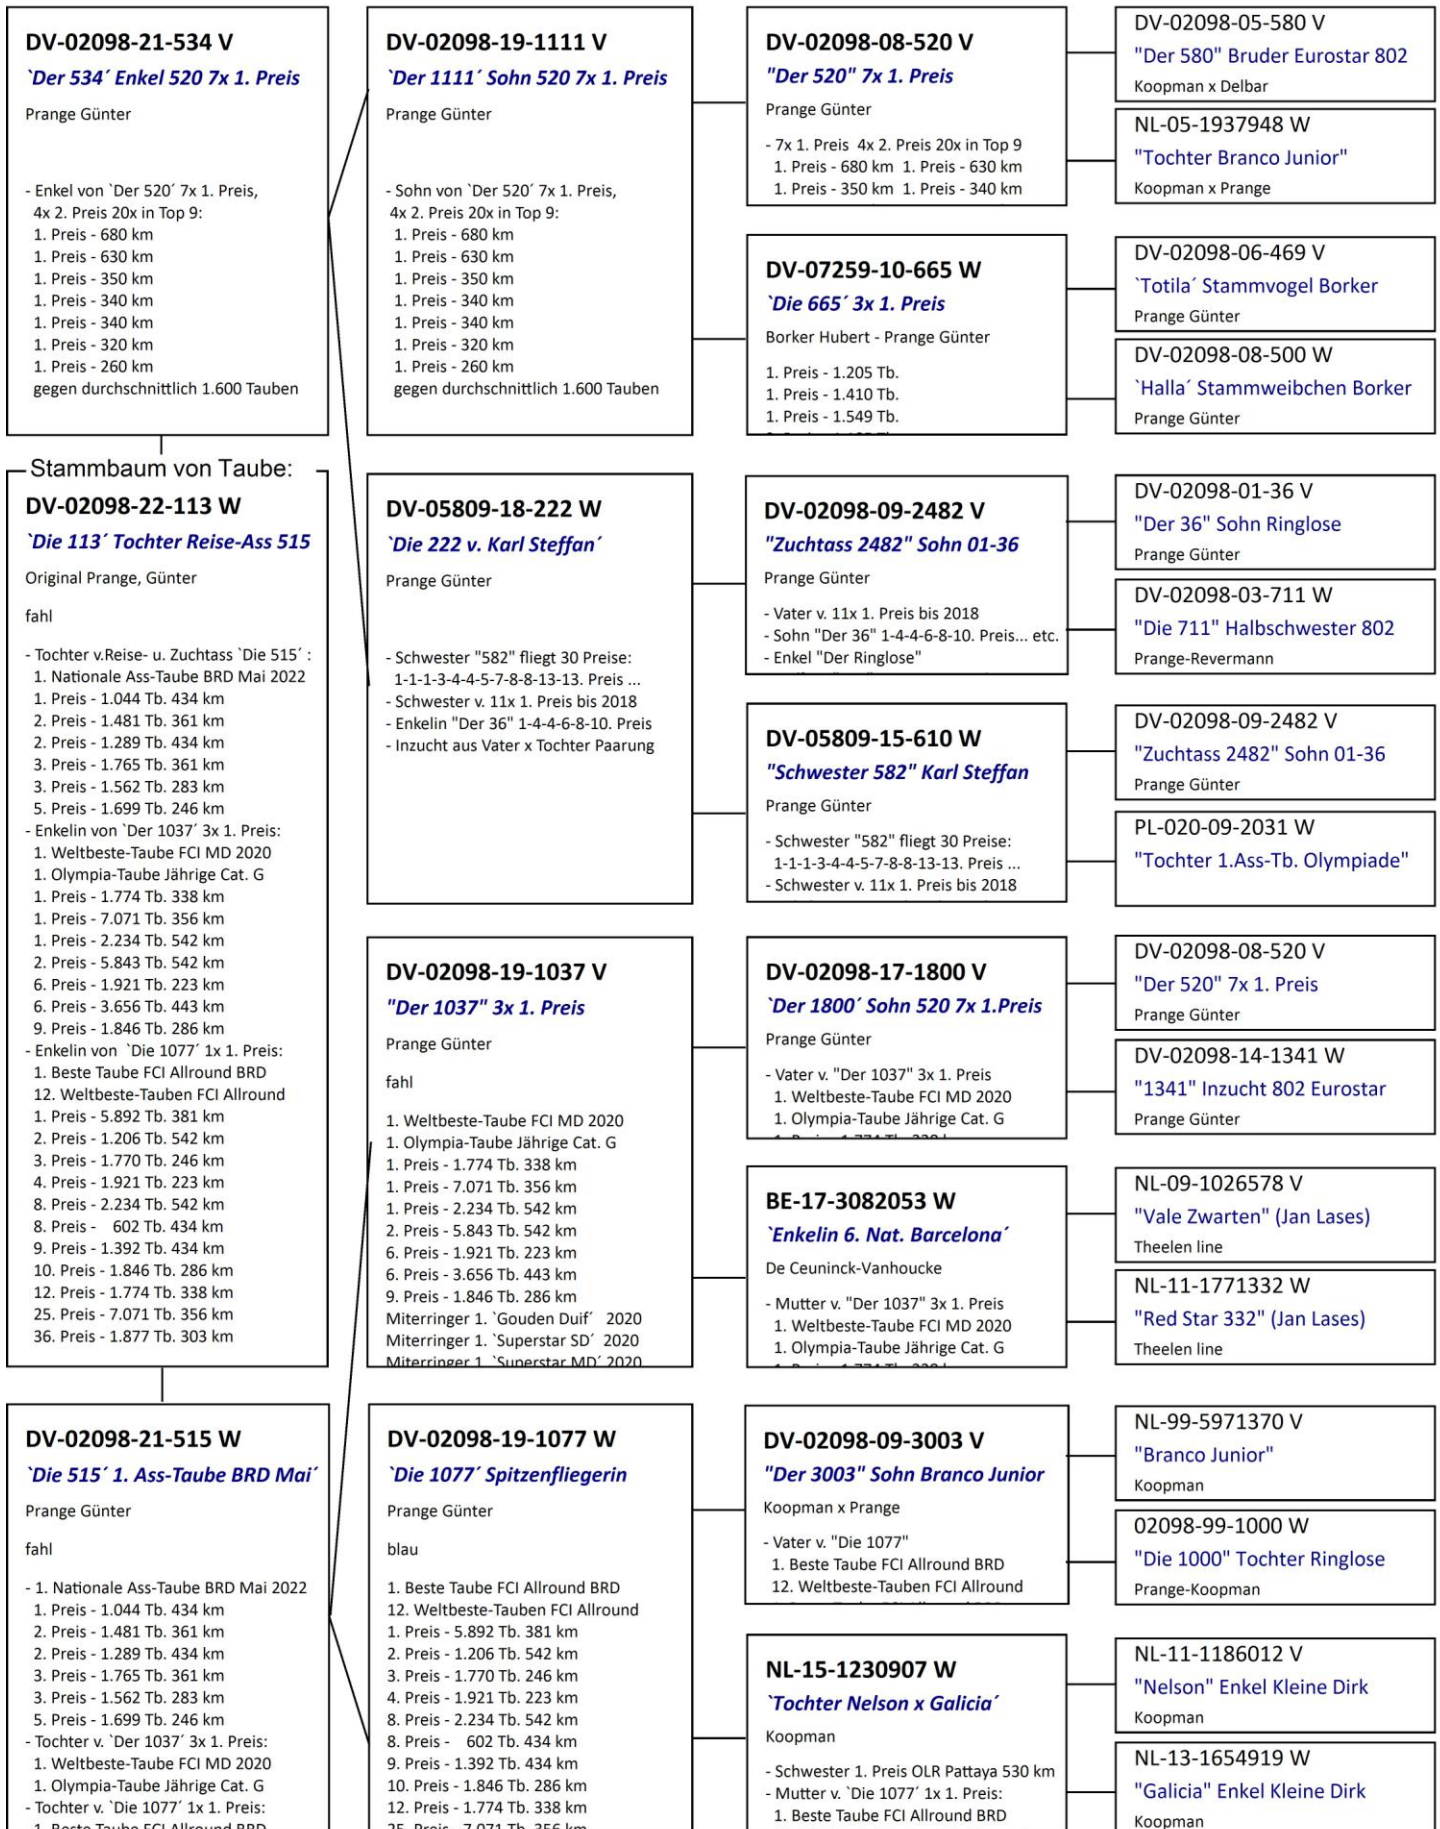 DV-02098-21-534 V
`Der 534´ Enkel 520 7x 1. Preis
Prange Günter
- Enkel von `Der 520´ 7x 1. Preis,
4x 2. Preis 20x in Top 9:
1. Preis - 680 km
1. Preis - 630 km
1. Preis - 350 km
1. Preis - 340 km
1. Preis - 340 km
1. Preis - 320 km
1. Preis - 260 km
gegen durchschnittlich 1.600 Tauben
Stammbaum von Taube:
DV-02098-22-113 W
`Die 113´ Tochter Reise-Ass 515
Original Prange, Günter
fahl
- Tochter v.Reise- u. Zuchtass `Die 515´ :
1. Nationale Ass-Taube BRD Mai 2022
1. Preis - 1.044 Tb. 434 km
2. Preis - 1.481 Tb. 361 km
2. Preis - 1.289 Tb. 434 km
3. Preis - 1.765 Tb. 361 km
3. Preis - 1.562 Tb. 283 km
5. Preis - 1.699 Tb. 246 km
- Enkelin von `Der 1037´ 3x 1. Preis:
1. Weltbeste-Taube FCI MD 2020
1. Olympia-Taube Jährige Cat. G
1. Preis - 1.774 Tb. 338 km
1. Preis - 7.071 Tb. 356 km
1. Preis - 2.234 Tb. 542 km
2. Preis - 5.843 Tb. 542 km
6. Preis - 1.921 Tb. 223 km
6. Preis - 3.656 Tb. 443 km
9. Preis - 1.846 Tb. 286 km
- Enkelin von `Die 1077´ 1x 1. Preis:
1. Beste Taube FCI Allround BRD
12. Weltbeste-Tauben FCI Allround
1. Preis - 5.892 Tb. 381 km
2. Preis - 1.206 Tb. 542 km
3. Preis - 1.770 Tb. 246 km
4. Preis - 1.921 Tb. 223 km
8. Preis - 2.234 Tb. 542 km
8. Preis - 602 Tb. 434 km
9. Preis - 1.392 Tb. 434 km
10. Preis - 1.846 Tb. 286 km
12. Preis - 1.774 Tb. 338 km
25. Preis - 7.071 Tb. 356 km
36. Preis - 1.877 Tb. 303 km
DV-02098-21-515 W
`Die 515´ 1. Ass-Taube BRD Mai´
Prange Günter
fahl
- 1. Nationale Ass-Taube BRD Mai 2022
1. Preis - 1.044 Tb. 434 km
2. Preis - 1.481 Tb. 361 km
2. Preis - 1.289 Tb. 434 km
3. Preis - 1.765 Tb. 361 km
3. Preis - 1.562 Tb. 283 km
5. Preis - 1.699 Tb. 246 km
- Tochter v. `Der 1037´ 3x 1. Preis:
1. Weltbeste-Taube FCI MD 2020
1. Olympia-Taube Jährige Cat. G
- Tochter v. `Die 1077´ 1x 1. Preis:
1. Beste Taube FCI Allround BRD
DV-02098-19-1111 V
`Der 1111´ Sohn 520 7x 1. Preis
Prange Günter
- Sohn von `Der 520´ 7x 1. Preis,
4x 2. Preis 20x in Top 9:
1. Preis - 680 km
1. Preis - 630 km
1. Preis - 350 km
1. Preis - 340 km
1. Preis - 340 km
1. Preis - 320 km
1. Preis - 260 km
gegen durchschnittlich 1.600 Tauben
DV-05809-18-222 W
`Die 222 v. Karl Steffan´
Prange Günter
- Schwester "582" fliegt 30 Preise:
1-1-1-3-4-4-5-7-8-8-13-13. Preis ...
- Schwester v. 11x 1. Preis bis 2018
- Enkelin "Der 36" 1-4-4-6-8-10. Preis
- Inzucht aus Vater x Tochter Paarung
DV-02098-19-1037 V
"Der 1037" 3x 1. Preis
Prange Günter
fahl
1. Weltbeste-Taube FCI MD 2020
1. Olympia-Taube Jährige Cat. G
1. Preis - 1.774 Tb. 338 km
1. Preis - 7.071 Tb. 356 km
1. Preis - 2.234 Tb. 542 km
2. Preis - 5.843 Tb. 542 km
6. Preis - 1.921 Tb. 223 km
6. Preis - 3.656 Tb. 443 km
9. Preis - 1.846 Tb. 286 km
Miterringer 1. `Gouden Duif´ 2020
Miterringer 1. `Superstar SD´ 2020
Miterringer 1. `Superstar MD´ 2020
DV-02098-19-1077 W
`Die 1077´ Spitzenfliegerin
Prange Günter
blau
1. Beste Taube FCI Allround BRD
12. Weltbeste-Tauben FCI Allround
1. Preis - 5.892 Tb. 381 km
2. Preis - 1.206 Tb. 542 km
3. Preis - 1.770 Tb. 246 km
4. Preis - 1.921 Tb. 223 km
8. Preis - 2.234 Tb. 542 km
8. Preis - 602 Tb. 434 km
9. Preis - 1.392 Tb. 434 km
10. Preis - 1.846 Tb. 286 km
12. Preis - 1.774 Tb. 338 km
25. Preis - 7.071 Tb. 356 km
DV-02098-08-520 V
"Der 520" 7x 1. Preis
Prange Günter
- 7x 1. Preis 4x 2. Preis 20x in Top 9
1. Preis - 680 km 1. Preis - 630 km
1. Preis - 350 km 1. Preis - 340 km
DV-07259-10-665 W
`Die 665´ 3x 1. Preis
Borker Hubert - Prange Günter
1. Preis - 1.205 Tb.
1. Preis - 1.410 Tb.
1. Preis - 1.549 Tb.
DV-02098-09-2482 V
"Zuchtass 2482" Sohn 01-36
Prange Günter
- Vater v. 11x 1. Preis bis 2018
- Sohn "Der 36" 1-4-4-6-8-10. Preis... etc.
- Enkel "Der Ringlose"
DV-05809-15-610 W
"Schwester 582" Karl Steffan
Prange Günter
- Schwester "582" fliegt 30 Preise:
1-1-1-3-4-4-5-7-8-8-13-13. Preis ...
- Schwester v. 11x 1. Preis bis 2018
DV-02098-17-1800 V
`Der 1800´ Sohn 520 7x 1.Preis
Prange Günter
- Vater v. "Der 1037" 3x 1. Preis
1. Weltbeste-Taube FCI MD 2020
1. Olympia-Taube Jährige Cat. G
BE-17-3082053 W
`Enkelin 6. Nat. Barcelona´
De Ceuninck-Vanhoucke
- Mutter v. "Der 1037" 3x 1. Preis
1. Weltbeste-Taube FCI MD 2020
1. Olympia-Taube Jährige Cat. G
DV-02098-09-3003 V
"Der 3003" Sohn Branco Junior
Koopman x Prange
- Vater v. "Die 1077"
1. Beste Taube FCI Allround BRD
12. Weltbeste-Tauben FCI Allround
NL-15-1230907 W
`Tochter Nelson x Galicia´
Koopman
- Schwester 1. Preis OLR Pattaya 530 km
- Mutter v. `Die 1077´ 1x 1. Preis:
1. Beste Taube FCI Allround BRD
DV-02098-05-580 V
"Der 580" Bruder Eurostar 802
Koopman x Delbar
NL-05-1937948 W
"Tochter Branco Junior"
Koopman x Prange
DV-02098-06-469 V
`Totila´ Stammvogel Borker
Prange Günter
DV-02098-08-500 W
`Halla´ Stammweibchen Borker
Prange Günter
DV-02098-01-36 V
"Der 36" Sohn Ringlose
Prange Günter
DV-02098-03-711 W
"Die 711" Halbschwester 802
Prange-Revermann
DV-02098-09-2482 V
"Zuchtass 2482" Sohn 01-36
Prange Günter
PL-020-09-2031 W
"Tochter 1.Ass-Tb. Olympiade"
DV-02098-08-520 V
"Der 520" 7x 1. Preis
Prange Günter
DV-02098-14-1341 W
"1341" Inzucht 802 Eurostar
Prange Günter
NL-09-1026578 V
"Vale Zwarten" (Jan Lases)
Theelen line
NL-11-1771332 W
"Red Star 332" (Jan Lases)
Theelen line
NL-99-5971370 V
"Branco Junior"
Koopman
02098-99-1000 W
"Die 1000" Tochter Ringlose
Prange-Koopman
NL-11-1186012 V
"Nelson" Enkel Kleine Dirk
Koopman
NL-13-1654919 W
"Galicia" Enkel Kleine Dirk
Koopman